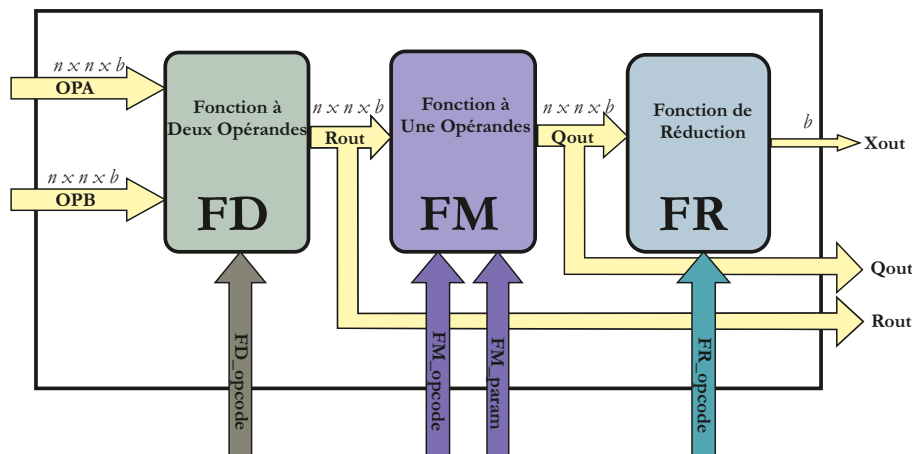 n x n x b
OPA
n x n x b
OPB
Fonction à
Deux Opérandes
FD
n x n x b
Rout
Fonction à
Une Opérandes
FM
n x n x b
Qout
Fonction de
Réduction
FR
b
Xout
Qout
Rout
FD_opcode
FM_opcode
FM_param
FR_opcode